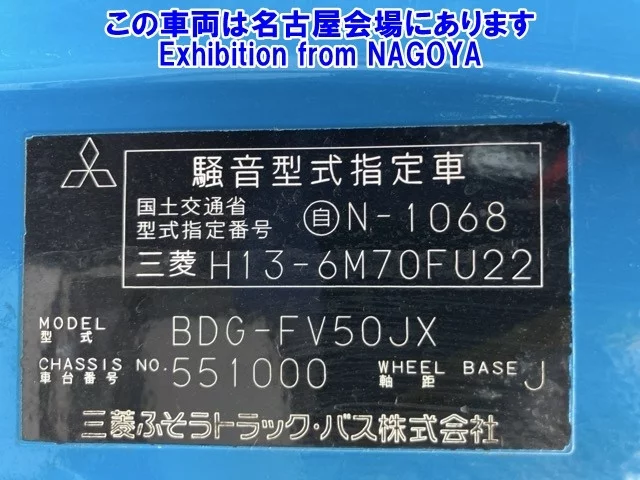 この車両は名古屋会場にあります
Exhibition from NAGOYA
騒音型式指定車
国土交通省
型式指定番号 自N-1068
三菱 H13-6M70FU22
MODEL
型式 BDG-FV50JX
CHASSIS NO.
車台番号 551000 WHEEL BASE
軸距 J
三菱ふそうトラック・バス株式会社